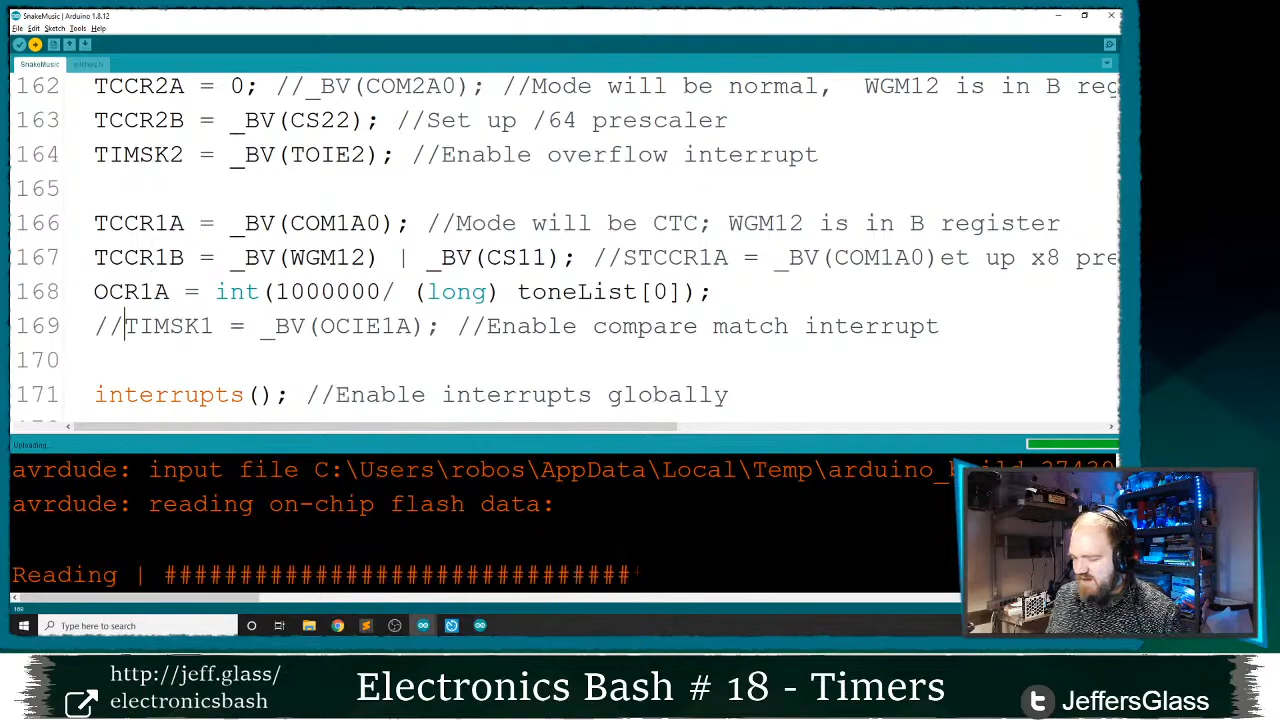 SnakeMusic | Arduino 1.8.12
File Edit Sketch Tools Help
SnakeMusic
162 TCCR2A = 0; //_BV(COM2A0); //Mode will be normal, WGM12 is in B reg
163 TCCR2B = _BV(CS22); //Set up /64 prescaler
164 TIMSK2 = _BV(TOIE2); //Enable overflow interrupt
165
166 TCCR1A = _BV(COM1A0); //Mode will be CTC; WGM12 is in B register
167 TCCR1B = _BV(WGM12) | _BV(CS11); //STCCR1A = _BV(COM1A0)et up x8 pre
168 OCR1A = int(1000000/ (long) toneList[0]);
169 //TIMSK1 = _BV(OCIE1A); //Enable compare match interrupt
170
171 interrupts(); //Enable interrupts globally
Uploading...
avrdude: input file C:\Users\robos\AppData\Local\Temp\arduino_build_37430
avrdude: reading on-chip flash data:
Reading | ###############################
169
Type here to search
http://jeff.glass/
electronicsbash
Electronics Bash # 18 - Timers
JeffersGlass